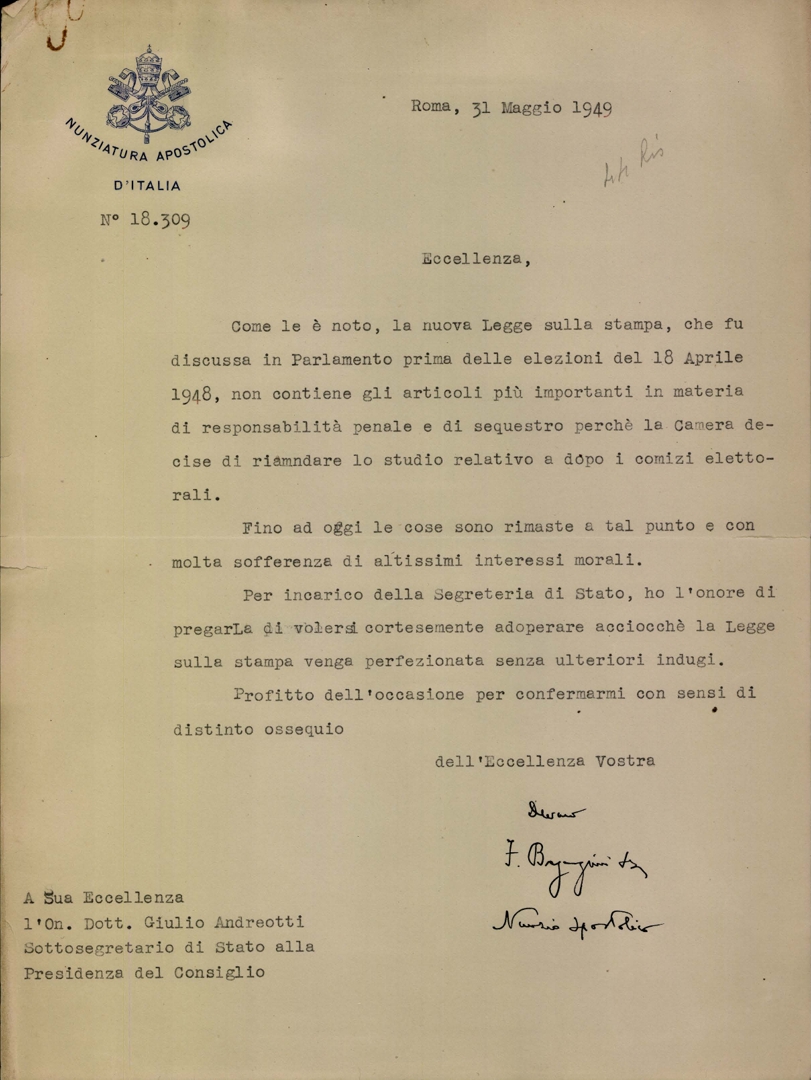 NUNZIATURA APOSTOLICA
D'ITALIA
Nº 18.309
Roma, 31 Maggio 1949
Eccellenza,
Come le è noto, la nuova Legge sulla stampa, che fu
discussa in Parlamento prima delle elezioni del 18 Aprile
1948, non contiene gli articoli più importanti in materia
di responsabilità penale e di sequestro perchè la Camera de-
cise di riamndare lo studio relativo a dopo i comizi eletto-
rali.
Fino ad oggi le cose sono rimaste a tal punto e con
molta sofferenza di altissimi interessi morali.
Per incarico della Segreteria di Stato, ho l'onore di
pregarLa di volersi cortesemente adoperare acciocchè la Legge
sulla stampa venga perfezionata senza ulteriori indugi.
Profitto dell'occasione per confermarmi con sensi di
distinto ossequio
dell'Eccellenza Vostra
F. Borgongini
Nunzio Apostolico
A Sua Eccellenza
l'On. Dott. Giulio Andreotti
Sottosegretario di Stato alla
Presidenza del Consiglio